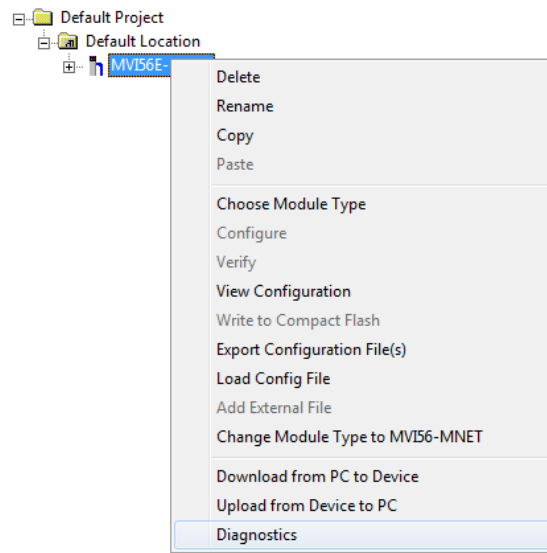 Default Project
Default Location
MVI56E-
Delete
Rename
Copy
Paste
Choose Module Type
Configure
Verify
View Configuration
Write to Compact Flash
Export Configuration File(s)
Load Config File
Add External File
Change Module Type to MVI56-MNET
Download from PC to Device
Upload from Device to PC
Diagnostics